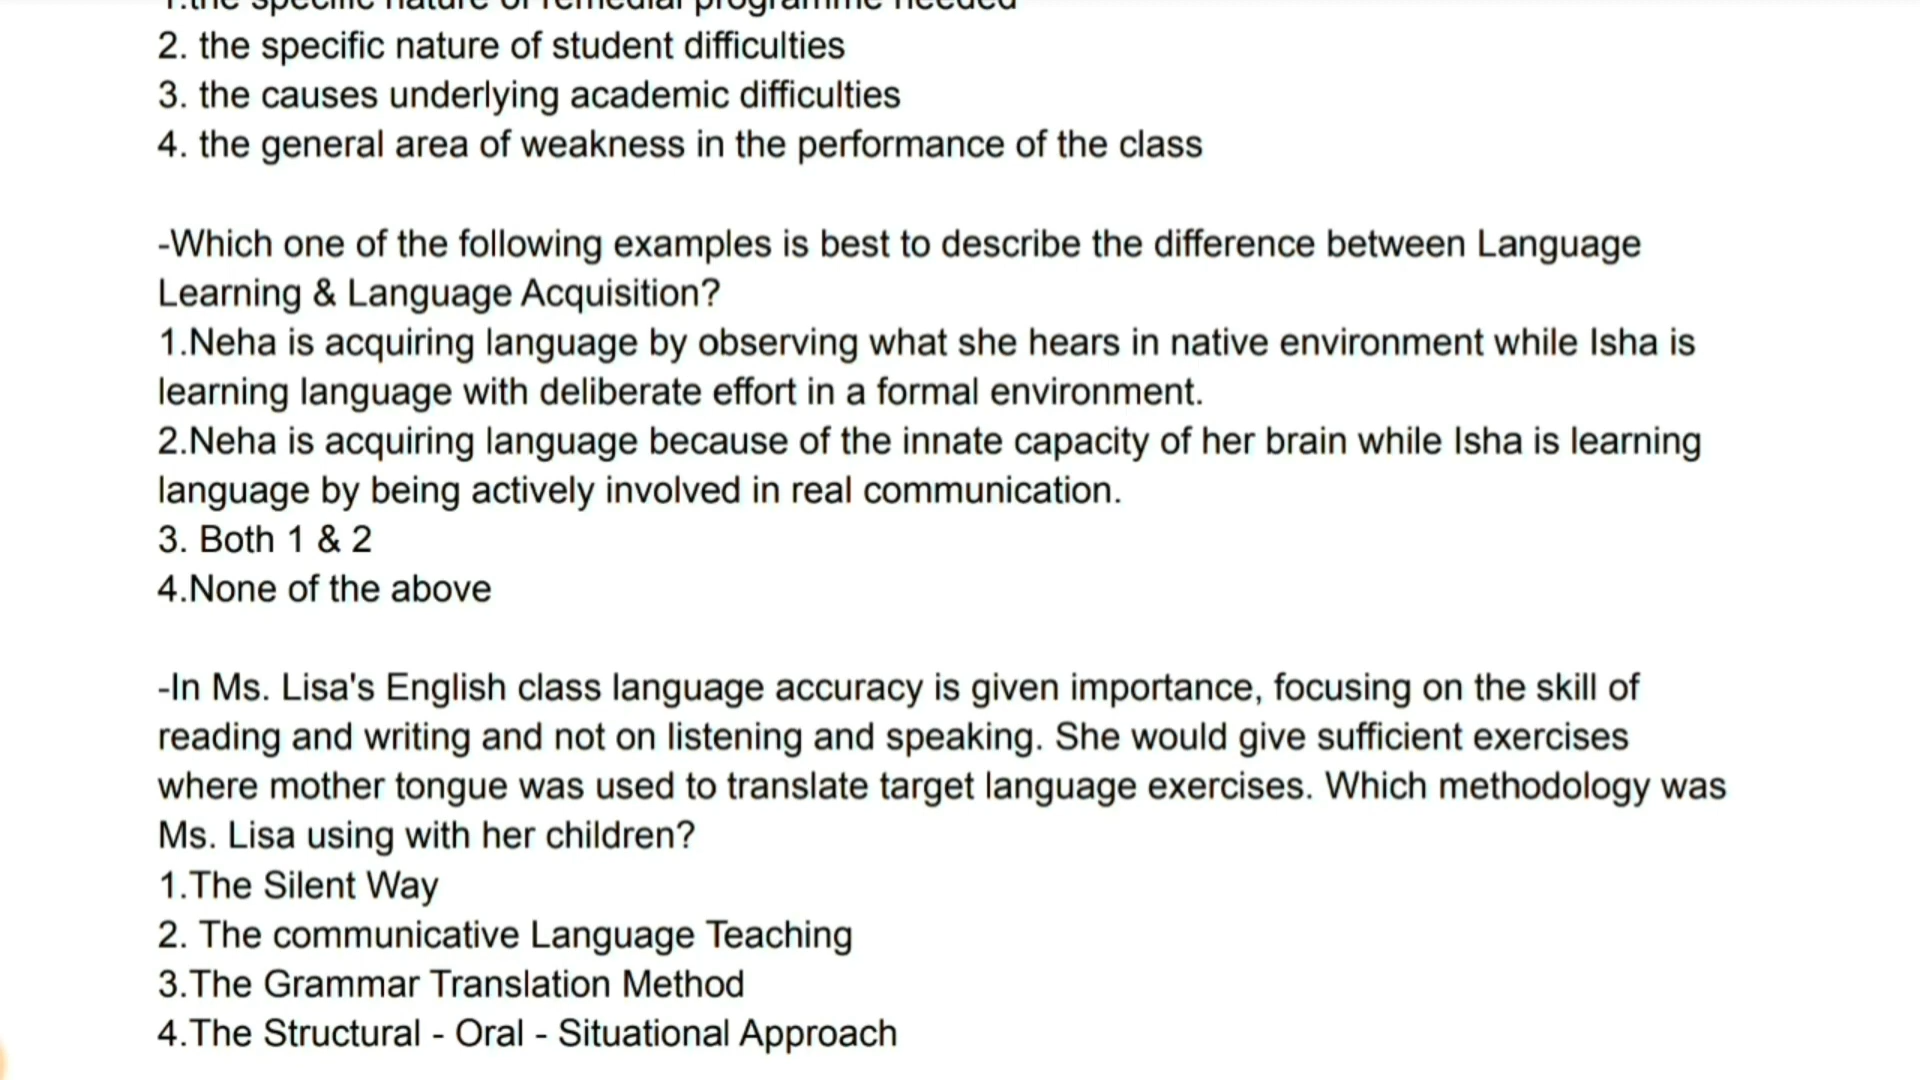 1.the specific nature of remedial programme needed
2. the specific nature of student difficulties
3. the causes underlying academic difficulties
4. the general area of weakness in the performance of the class
-Which one of the following examples is best to describe the difference between Language
Learning & Language Acquisition?
1.Neha is acquiring language by observing what she hears in native environment while Isha is
learning language with deliberate effort in a formal environment.
2.Neha is acquiring language because of the innate capacity of her brain while Isha is learning
language by being actively involved in real communication.
3. Both 1 & 2
4.None of the above
-In Ms. Lisa's English class language accuracy is given importance, focusing on the skill of
reading and writing and not on listening and speaking. She would give sufficient exercises
where mother tongue was used to translate target language exercises. Which methodology was
Ms. Lisa using with her children?
1.The Silent Way
2. The communicative Language Teaching
3.The Grammar Translation Method
4.The Structural - Oral - Situational Approach